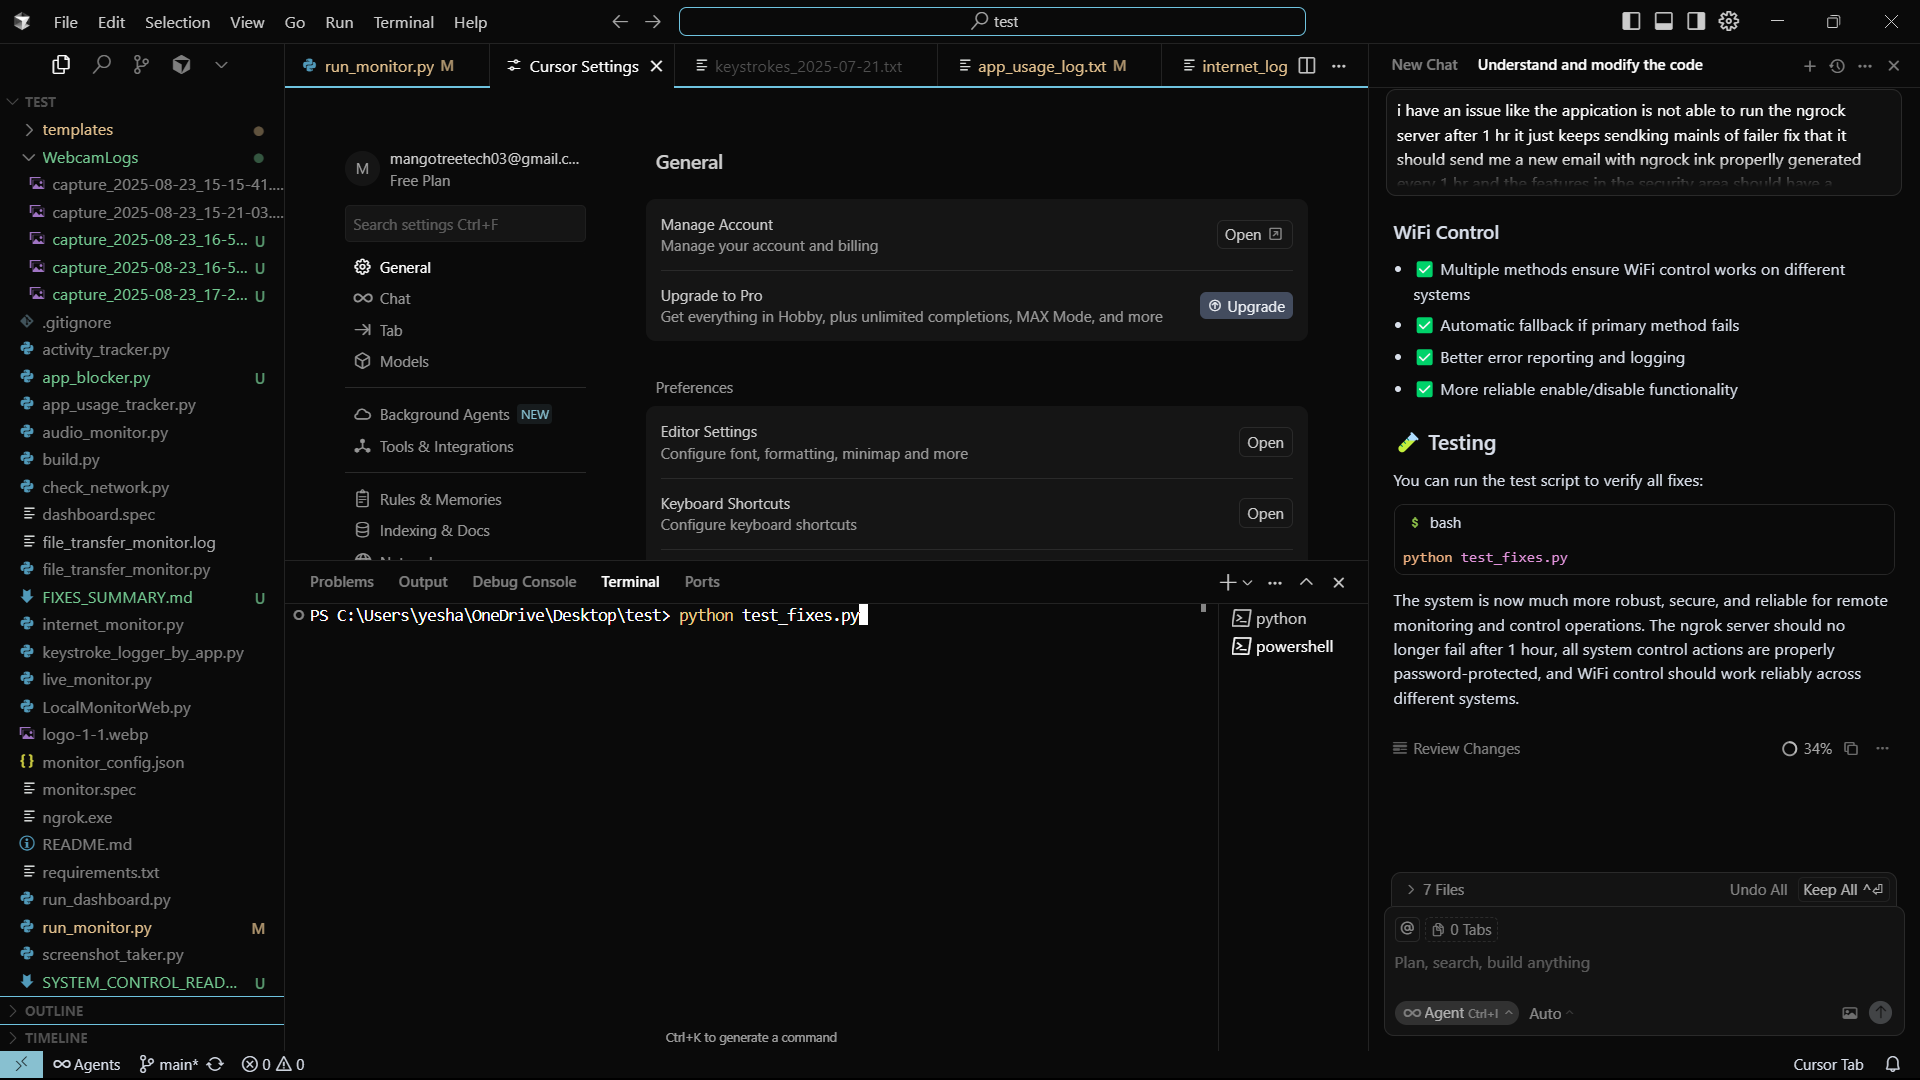 File Edit Selection View Go Run Terminal Help
test
TEST
templates
WebcamLogs
capture_2025-08-23_15-15-41....
capture_2025-08-23_15-21-03....
capture_2025-08-23_16-5... U
capture_2025-08-23_16-5... U
capture_2025-08-23_17-2... U
.gitignore
activity_tracker.py
app_blocker.py U
app_usage_tracker.py
audio_monitor.py
build.py
check_network.py
dashboard.spec
file_transfer_monitor.log
file_transfer_monitor.py
FIXES_SUMMARY.md U
internet_monitor.py
keystroke_logger_by_app.py
live_monitor.py
LocalMonitorWeb.py
logo-1-1.webp
monitor_config.json
monitor.spec
ngrok.exe
README.md
requirements.txt
run_dashboard.py
run_monitor.py M
screenshot_taker.py
SYSTEM_CONTROL_READ... U
OUTLINE
TIMELINE
run_monitor.py M
Cursor Settings
keystrokes_2025-07-21.txt
app_usage_log.txt M
internet_log
M
mangotreetech03@gmail.c...
Free Plan
Search settings Ctrl+F
General
Chat
Tab
Models
Background Agents NEW
Tools & Integrations
Rules & Memories
Indexing & Docs
General
Manage Account
Manage your account and billing
Open
Upgrade to Pro
Get everything in Hobby, plus unlimited completions, MAX Mode, and more
Upgrade
Preferences
Editor Settings
Configure font, formatting, minimap and more
Open
Keyboard Shortcuts
Configure keyboard shortcuts
Open
Problems Output Debug Console Terminal Ports
PS C:\Users\yesha\OneDrive\Desktop\test> python test_fixes.py
python
powershell
Ctrl+K to generate a command
New Chat Understand and modify the code
i have an issue like the appication is not able to run the ngrock
server after 1 hr it just keeps sendking mainls of failer fix that it
should send me a new email with ngrock ink properlly generated
every 1 hr and the features in the security area should have a
WiFi Control
Multiple methods ensure WiFi control works on different
systems
Automatic fallback if primary method fails
Better error reporting and logging
More reliable enable/disable functionality
Testing
You can run the test script to verify all fixes:
$ bash
python test_fixes.py
The system is now much more robust, secure, and reliable for remote
monitoring and control operations. The ngrok server should no
longer fail after 1 hour, all system control actions are properly
password-protected, and WiFi control should work reliably across
different systems.
Review Changes
34%
7 Files
Undo All Keep All ^⏎
@ 0 Tabs
Plan, search, build anything
Agent Ctrl+I Auto
Agents main* 0 0
Cursor Tab